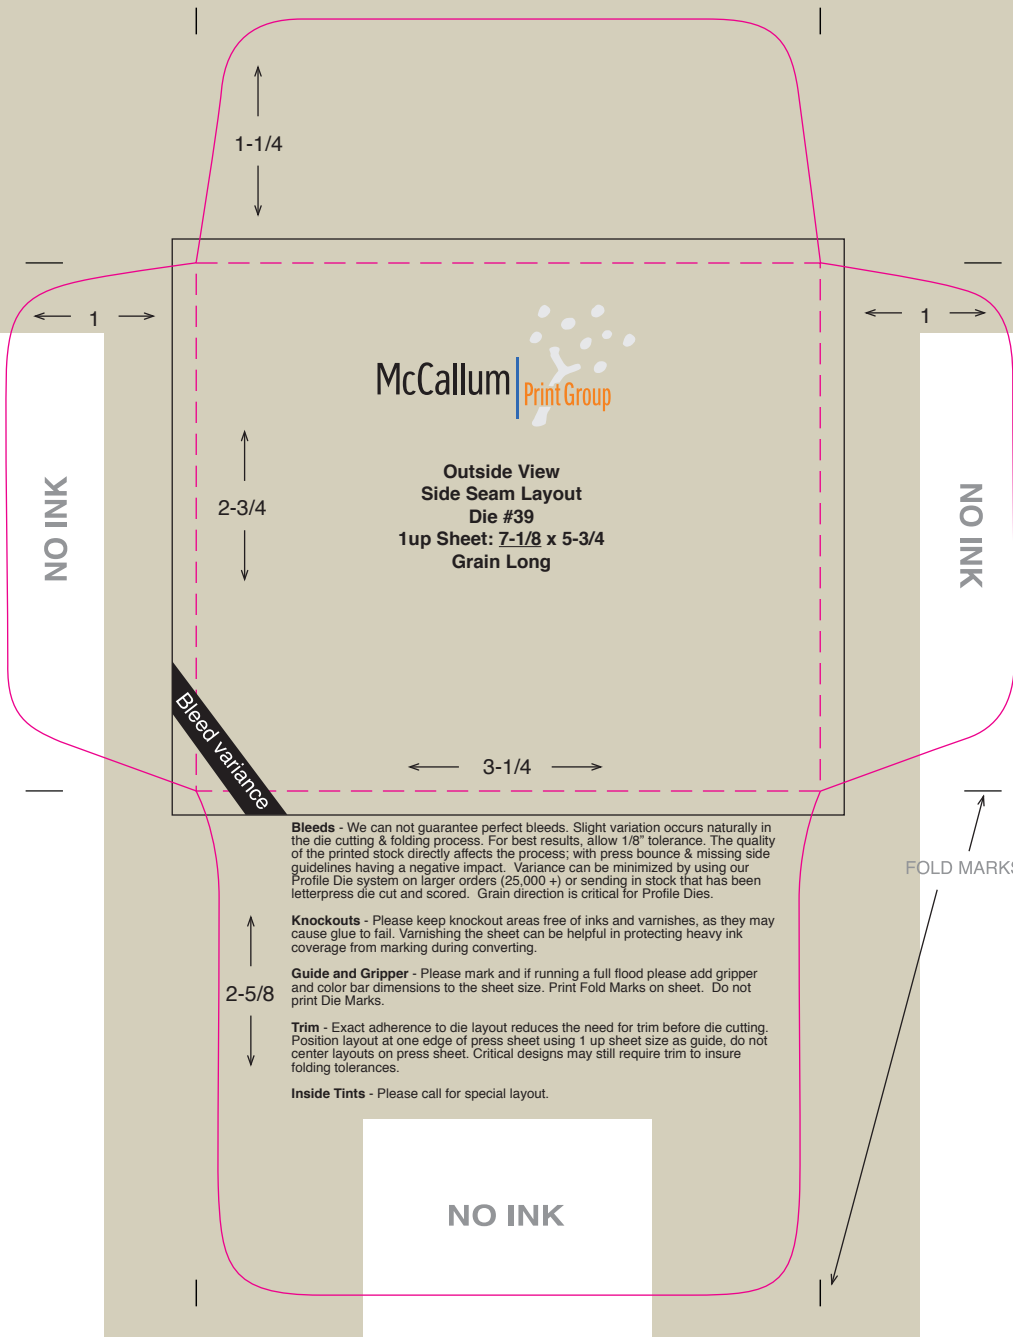 1-1/4
1
1
McCallum
Print Group
NO INK
2-3/4
Outside View
Side Seam Layout
Die #39
1up Sheet: 7-1/8 x 5-3/4
Grain Long
NO INK
Bleed variance
3-1/4
Bleeds - We can not guarantee perfect bleeds. Slight variation occurs naturally in
the die cutting & folding process. For best results, allow 1/8" tolerance. The quality
of the printed stock directly affects the process; with press bounce & missing side
guidelines having a negative impact.  Variance can be minimized by using our
Profile Die system on larger orders (25,000 +) or sending in stock that has been
letterpress die cut and scored.  Grain direction is critical for Profile Dies.
FOLD MARKS
Knockouts - Please keep knockout areas free of inks and varnishes, as they may
cause glue to fail. Varnishing the sheet can be helpful in protecting heavy ink
coverage from marking during converting.
2-5/8
Guide and Gripper - Please mark and if running a full flood please add gripper
and color bar dimensions to the sheet size. Print Fold Marks on sheet.  Do not
print Die Marks.
Trim - Exact adherence to die layout reduces the need for trim before die cutting.
Position layout at one edge of press sheet using 1 up sheet size as guide, do not
center layouts on press sheet. Critical designs may still require trim to insure
folding tolerances.
Inside Tints - Please call for special layout.
NO INK